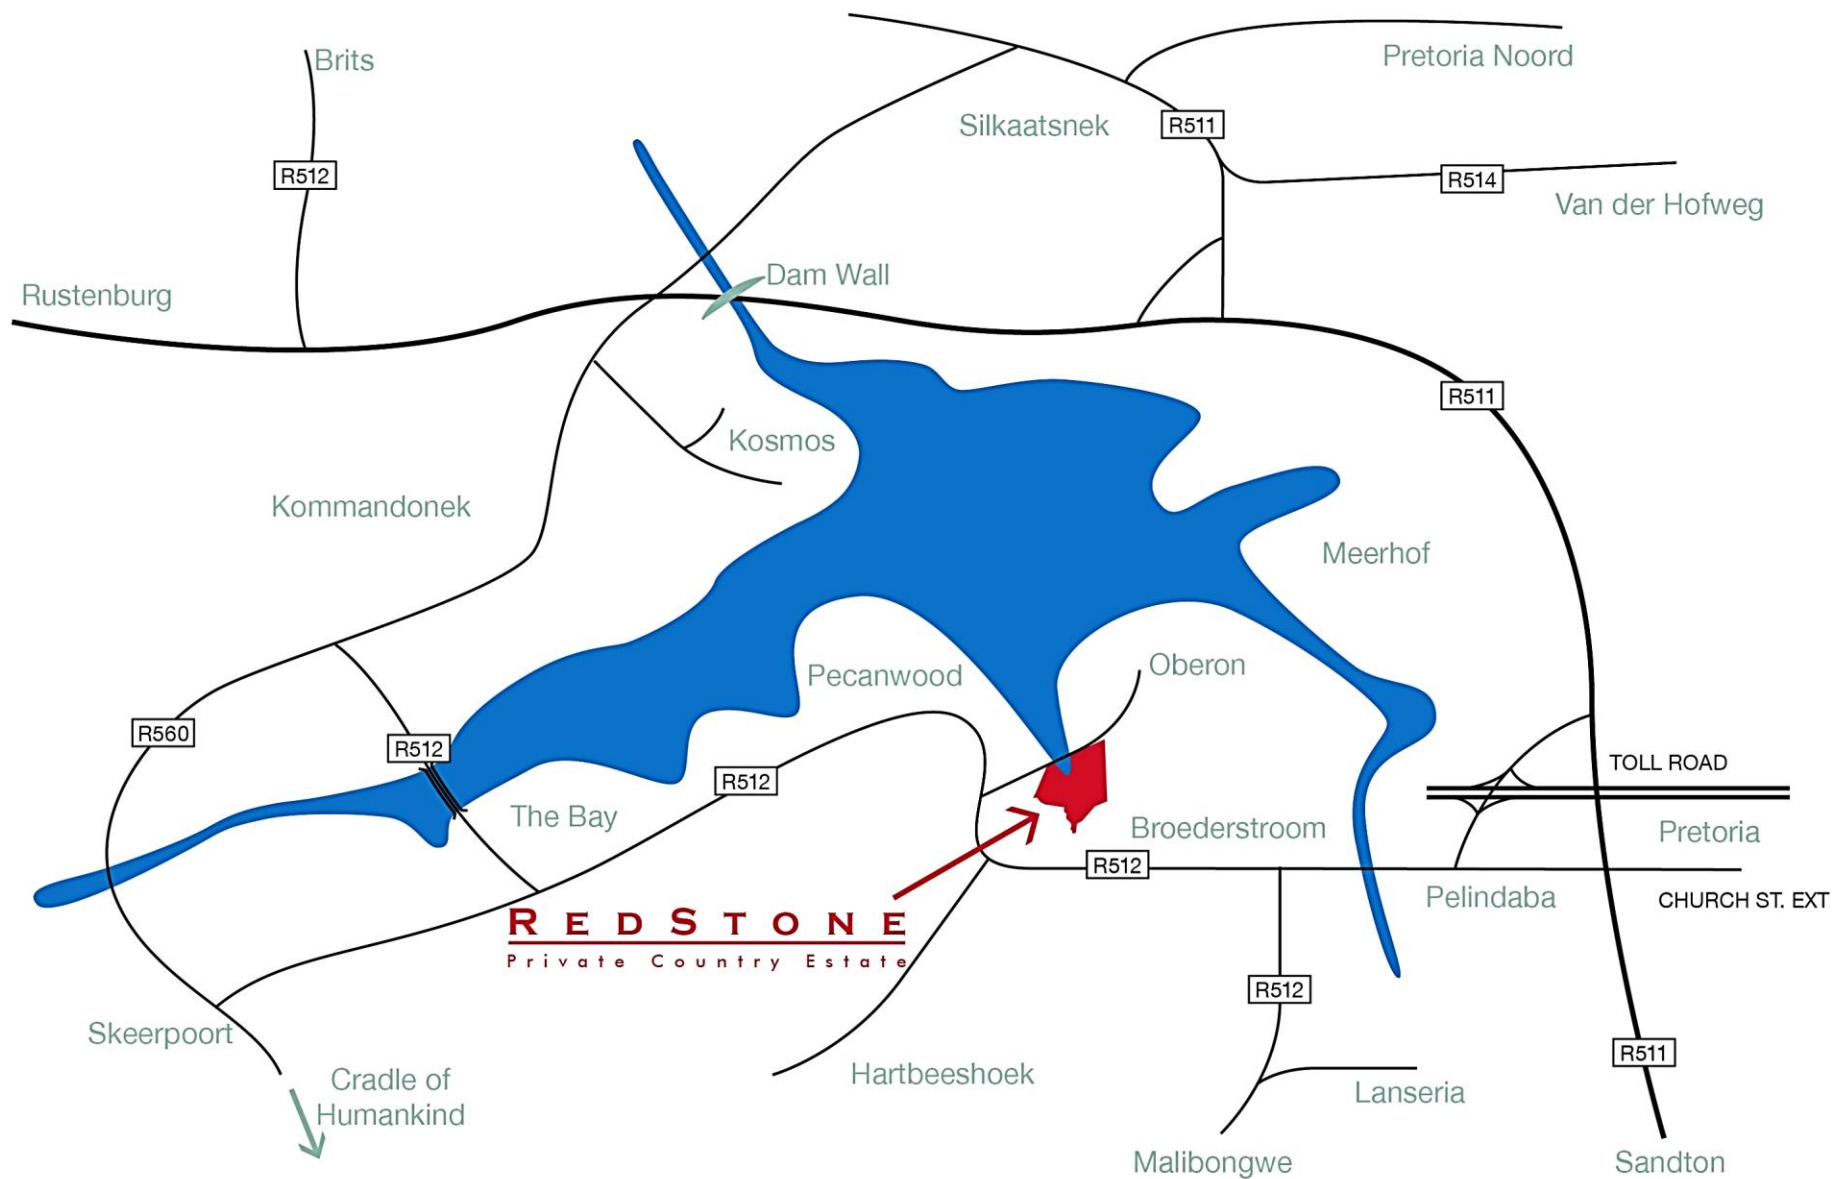 Brits
Pretoria Noord
Silkaatsnek
R511
R512
R514
Van der Hofweg
Dam Wall
Rustenburg
R511
Kosmos
Kommandonek
Meerhof
Oberon
Pecanwood
R560
R512
TOLL ROAD
R512
The Bay
Broederstroom
Pretoria
R512
Pelindaba
CHURCH ST. EXT
REDSTONE
Private Country Estate
R512
Skeerpoort
R511
Hartbeeshoek
Cradle of
Humankind
Lanseria
Malibongwe
Sandton